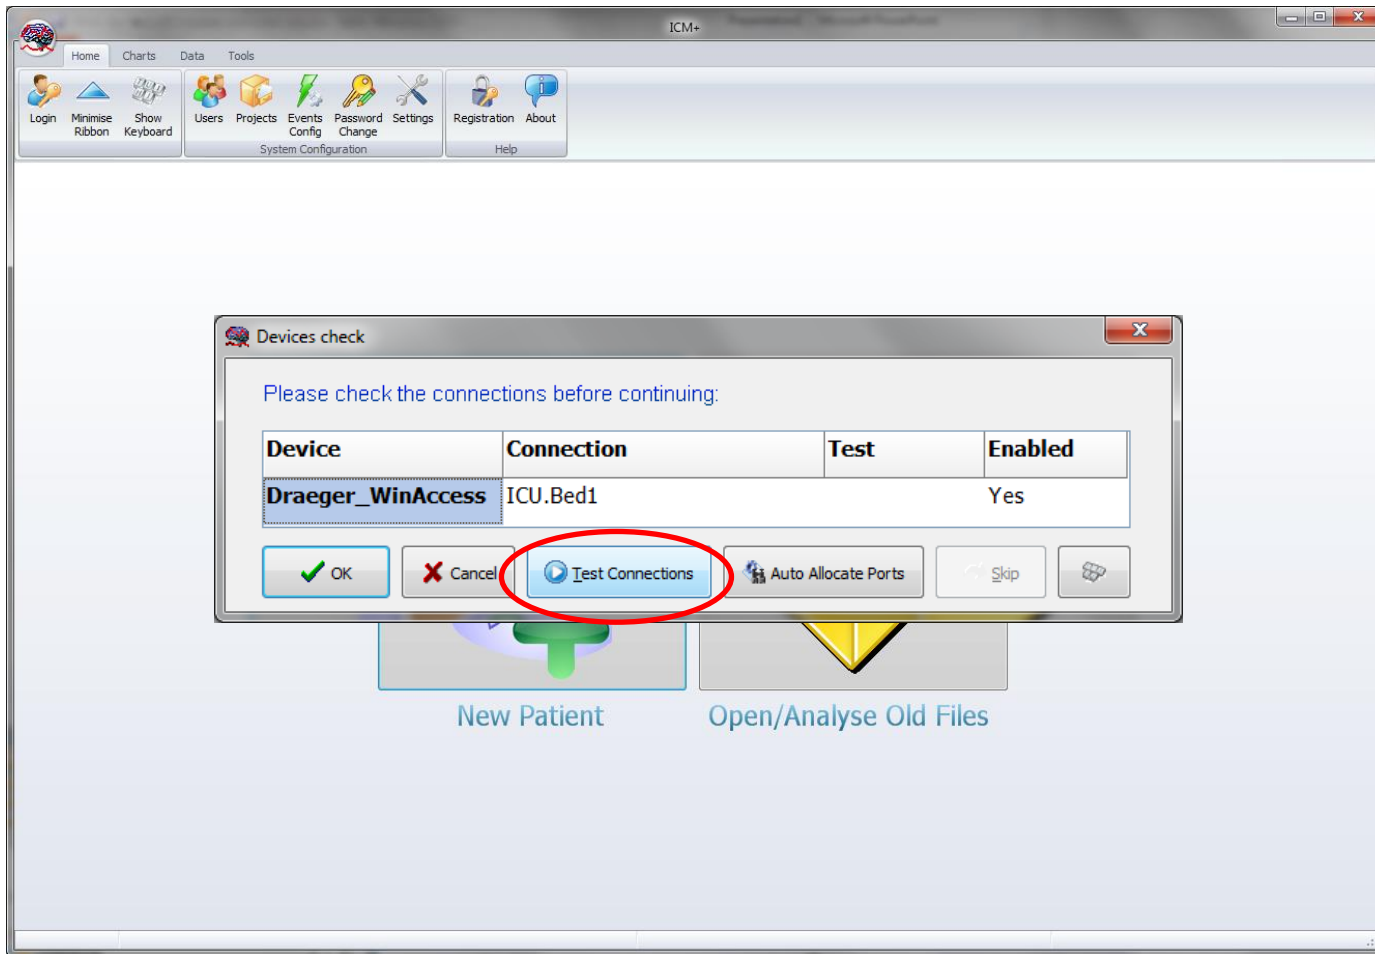 ICM+
Home Charts Data Tools
Login Minimise Ribbon Show Keyboard Users Projects Events Config Password Change Settings Registration About
System Configuration Help
Devices check
Please check the connections before continuing:
Device Connection Test Enabled
Draeger_WinAccess ICU.Bed1 Yes
OK Cancel Test Connections Auto Allocate Ports Skip
New Patient Open/Analyse Old Files